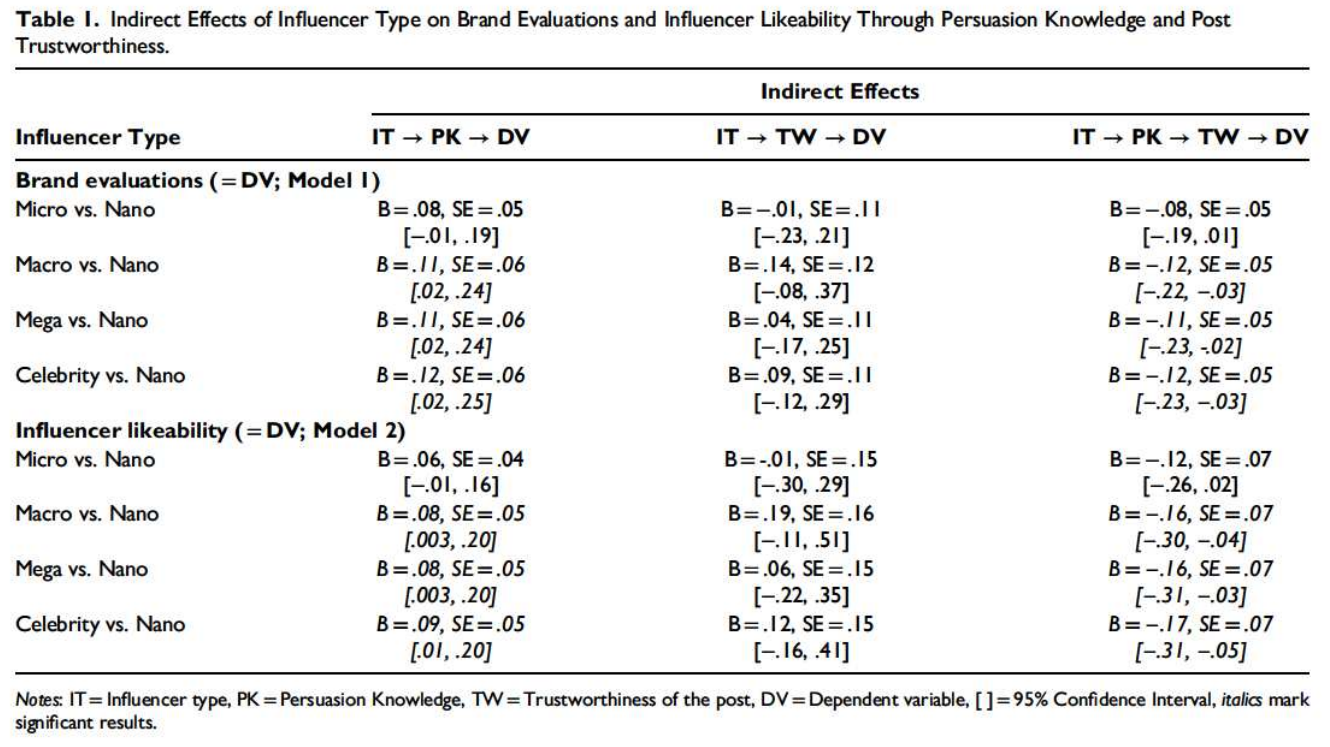 Table 1. Indirect Effects of Influencer Type on Brand Evaluations and Influencer Likeability Through Persuasion Knowledge and Post
Trustworthiness.
Indirect Effects
Influencer Type IT → PK → DV IT → TW → DV IT → PK → TW → DV
Brand evaluations (= DV; Model 1)
Micro vs. Nano B = .08, SE = .05 B = −.01, SE = .11 B = −.08, SE = .05
[−.01, .19] [−.23, .21] [−.19, .01]
Macro vs. Nano B = .11, SE = .06 B = .14, SE = .12 B = −.12, SE = .05
[.02, .24] [−.08, .37] [−.22, −.03]
Mega vs. Nano B = .11, SE = .06 B = .04, SE = .11 B = −.11, SE = .05
[.02, .24] [−.17, .25] [−.23, -.02]
Celebrity vs. Nano B = .12, SE = .06 B = .09, SE = .11 B = −.12, SE = .05
[.02, .25] [−.12, .29] [−.23, −.03]
Influencer likeability (= DV; Model 2)
Micro vs. Nano B = .06, SE = .04 B = -.01, SE = .15 B = −.12, SE = .07
[−.01, .16] [−.30, .29] [−.26, .02]
Macro vs. Nano B = .08, SE = .05 B = .19, SE = .16 B = −.16, SE = .07
[.003, .20] [−.11, .51] [−.30, −.04]
Mega vs. Nano B = .08, SE = .05 B = .06, SE = .15 B = −.16, SE = .07
[.003, .20] [−.22, .35] [−.31, −.03]
Celebrity vs. Nano B = .09, SE = .05 B = .12, SE = .15 B = −.17, SE = .07
[.01, .20] [−.16, .41] [−.31, −.05]
Notes: IT = Influencer type, PK = Persuasion Knowledge, TW = Trustworthiness of the post, DV = Dependent variable, [ ] = 95% Confidence Interval, italics mark
significant results.